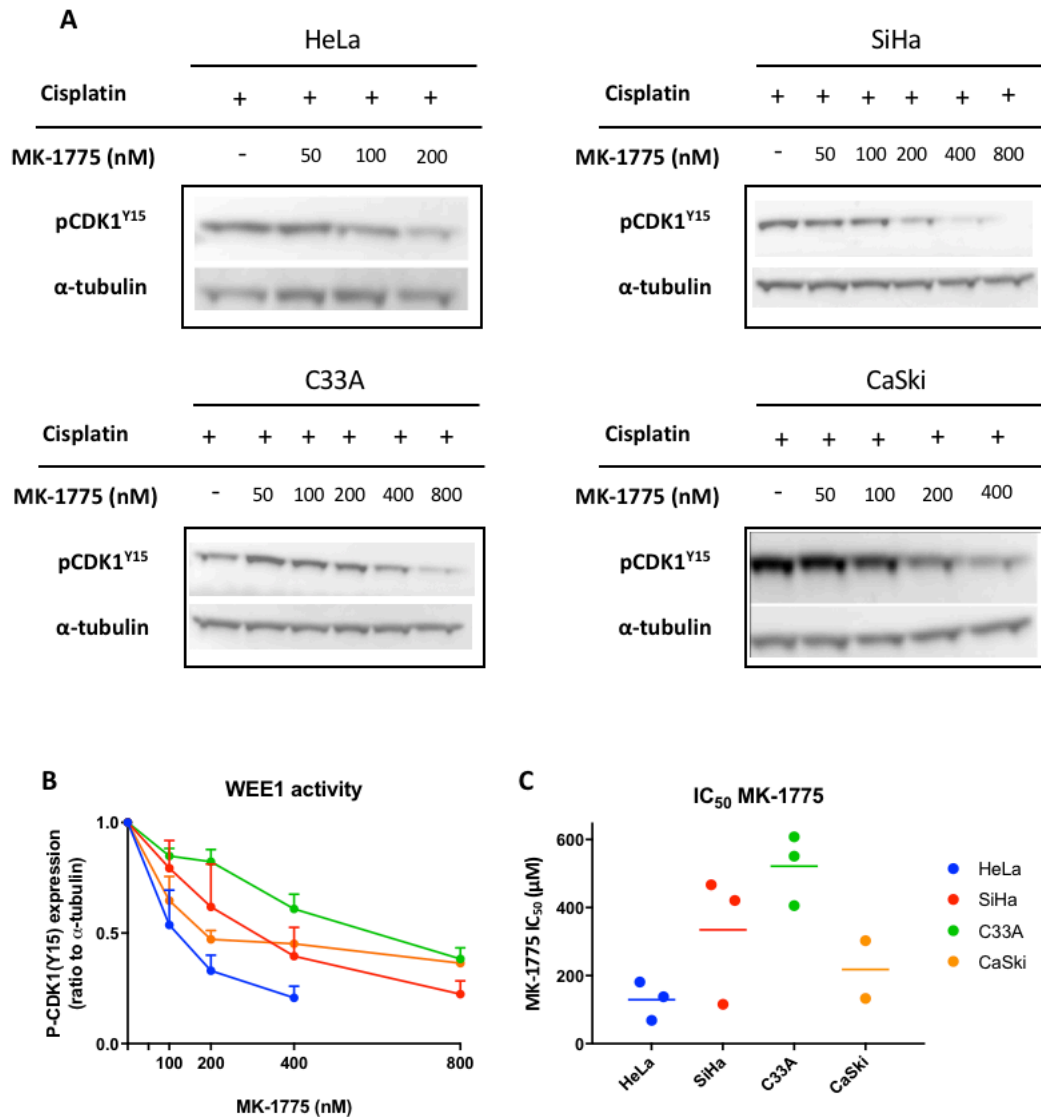 A
HeLa
Cisplatin + + + +
MK-1775 (nM) - 50 100 200
pCDK1Y15
α-tubulin
SiHa
Cisplatin + + + + + +
MK-1775 (nM) - 50 100 200 400 800
pCDK1Y15
α-tubulin
C33A
Cisplatin + + + + + +
MK-1775 (nM) - 50 100 200 400 800
pCDK1Y15
α-tubulin
CaSki
Cisplatin + + + + +
MK-1775 (nM) - 50 100 200 400
pCDK1Y15
α-tubulin
B
WEE1 activity
P-CDK1(Y15) expression
(ratio to α-tubulin)
1.0
0.5
0.0
100 200 400 800
MK-1775 (nM)
C
IC50 MK-1775
MK-1775 IC50 (µM)
600
400
200
0
HeLa
SiHa
C33A
CaSki
HeLa
SiHa
C33A
CaSki